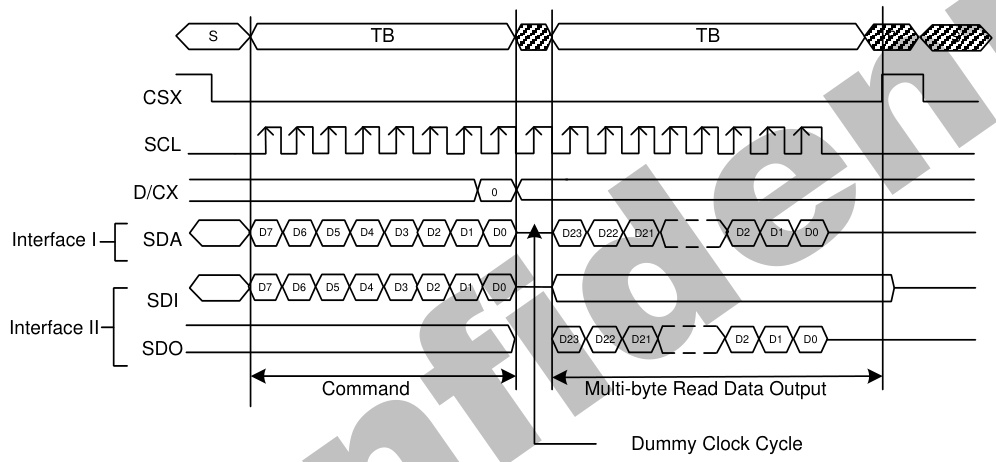 S TB TB
CSX
SCL
D/CX 0
Interface I SDA D7 D6 D5 D4 D3 D2 D1 D0 D23 D22 D21 D2 D1 D0
SDI D7 D6 D5 D4 D3 D2 D1 D0
Interface II
SDO D23 D22 D21 D2 D1 D0
Command Multi-byte Read Data Output
Dummy Clock Cycle